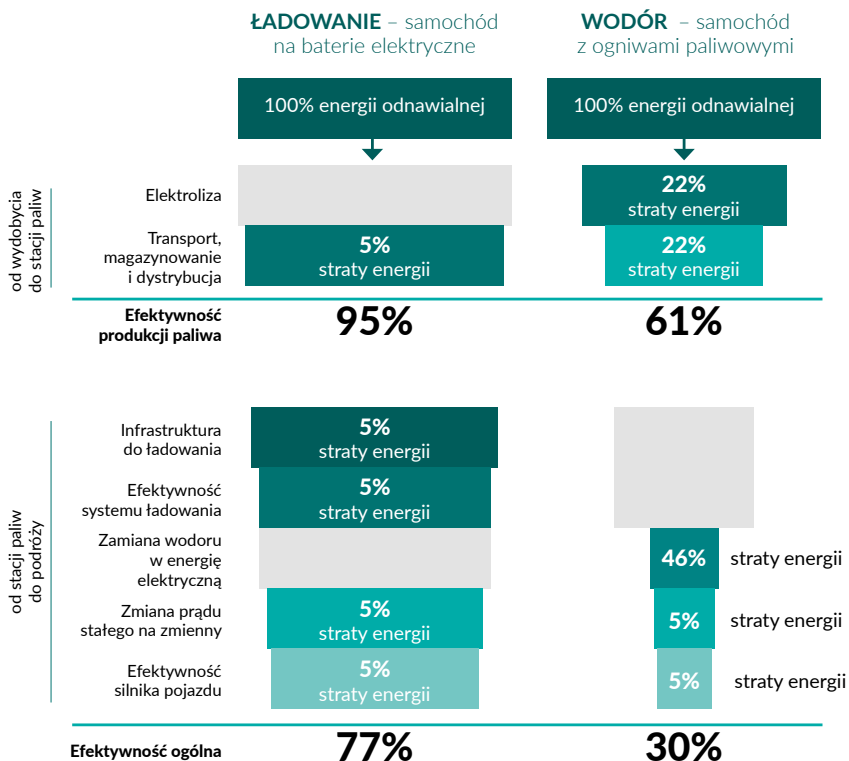 ŁADOWANIE – samochód
na baterie elektryczne
WODÓR – samochód
z ogniwami paliwowymi
100% energii odnawialnej
100% energii odnawialnej
od wydobycia
do stacji paliw
Elektroliza
22%
straty energii
Transport,
magazynowanie
i dystrybucja
5%
straty energii
22%
straty energii
Efektywność
produkcji paliwa
95%
61%
od stacji paliw
do podróży
Infrastruktura
do ładowania
5%
straty energii
Efektywność
systemu ładowania
5%
straty energii
Zamiana wodoru
w energię
elektryczną
46%
straty energii
Zmiana prądu
stałego na zmienny
5%
straty energii
5%
straty energii
Efektywność
silnika pojazdu
5%
straty energii
5%
straty energii
Efektywność ogólna
77%
30%